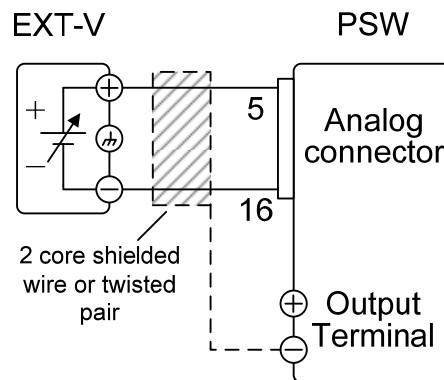 EXT-V
PSW
+
−
+
−
5
16
Analog
connector
2 core shielded
wire or twisted
pair
+
−
Output
Terminal